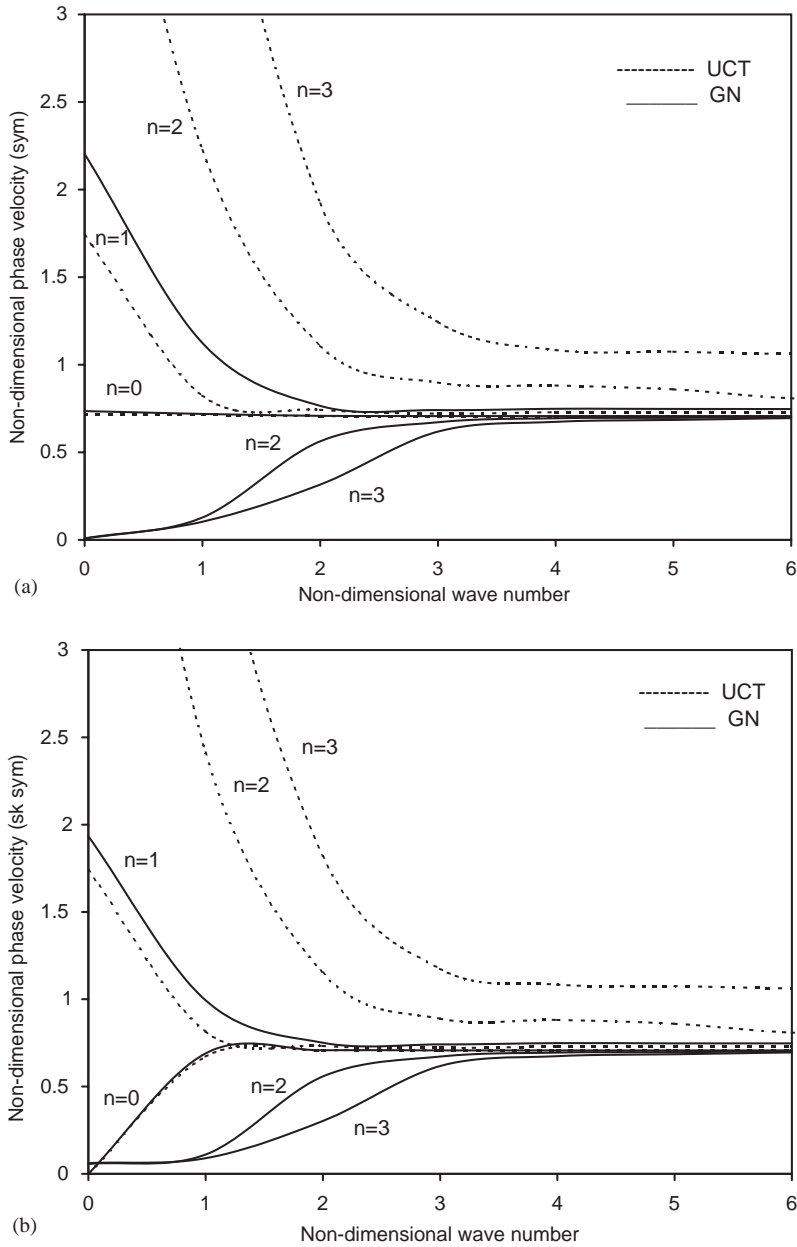 3
2.5
2
1.5
1
0.5
0
Non-dimensional phase velocity (sym)
n=3
n=2
n=1
n=0
n=2
n=3
UCT
GN
0 1 2 3 4 5 6
Non-dimensional wave number
(a)
3
2.5
2
1.5
1
0.5
0
Non-dimensional phase velocity (sk sym)
n=3
n=2
n=1
n=0
n=2
n=3
UCT
GN
0 1 2 3 4 5 6
Non-dimensional wave number
(b)